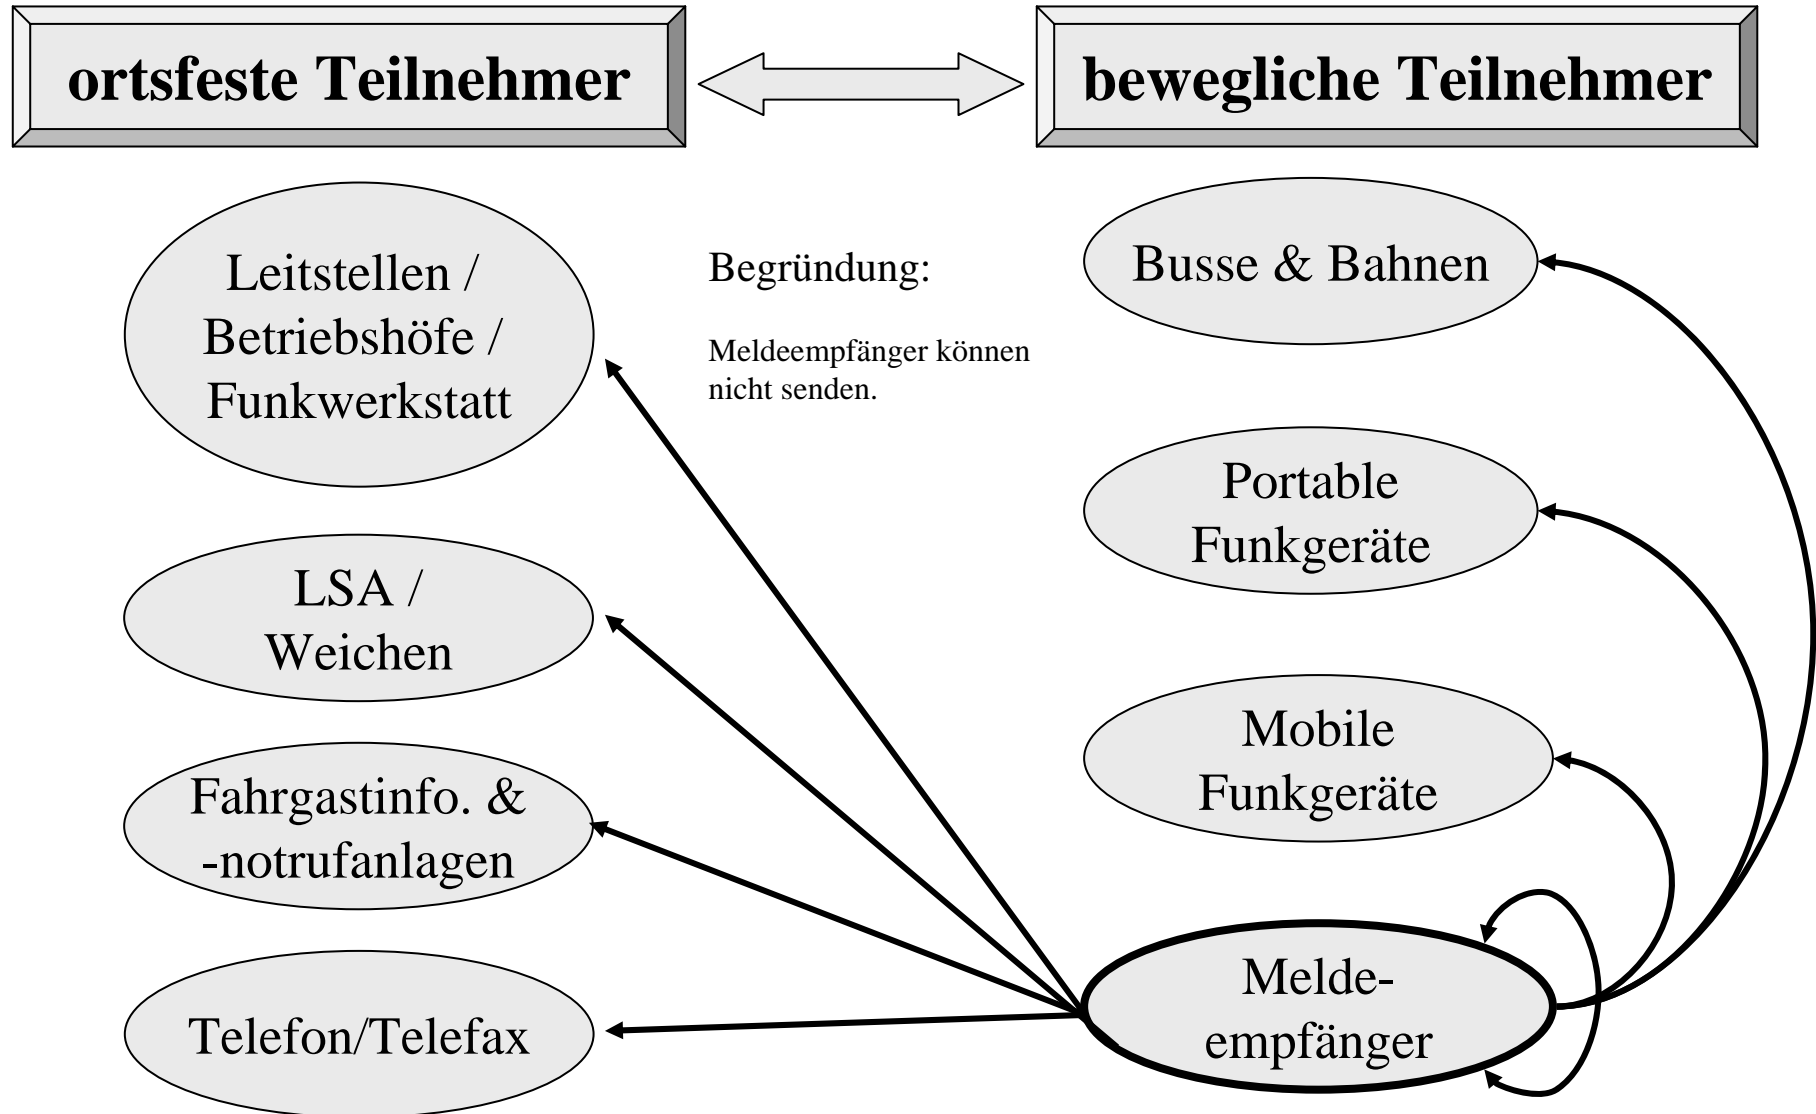 ortsfeste Teilnehmer
bewegliche Teilnehmer
Leitstellen /
Betriebshöfe /
Funkwerkstatt
Begründung:
Meldeempfänger können
nicht senden.
Busse & Bahnen
Portable
Funkgeräte
LSA /
Weichen
Mobile
Funkgeräte
Fahrgastinfo. &
-notrufanlagen
Melde-
empfänger
Telefon/Telefax